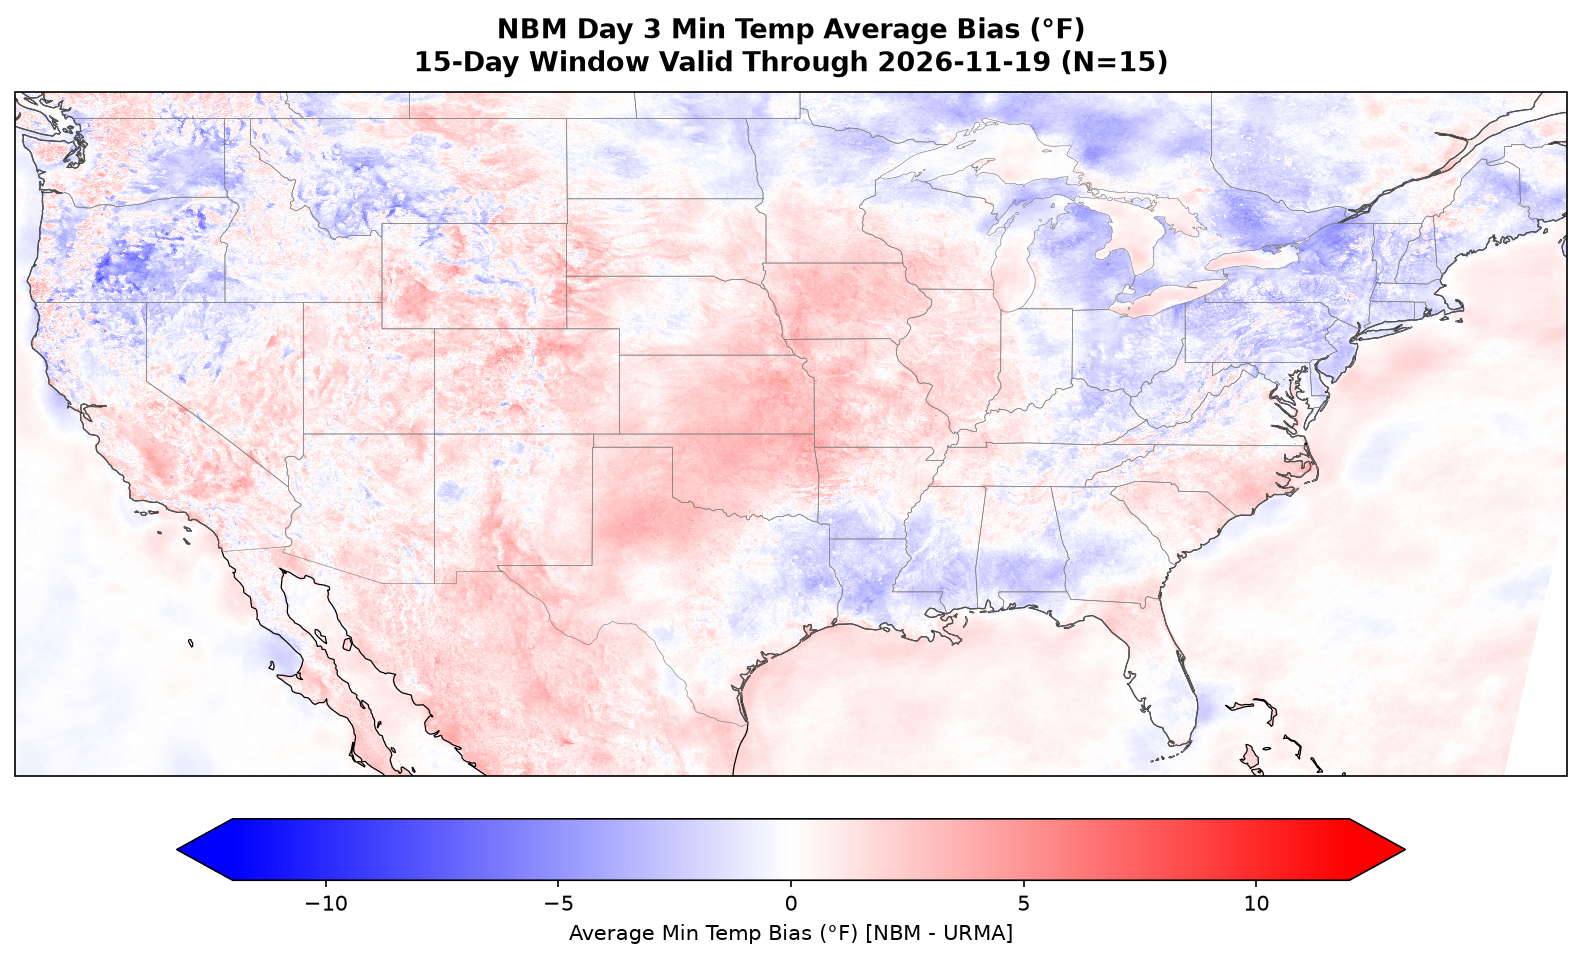 NBM Day 3 Min Temp Average Bias (°F)
15-Day Window Valid Through 2026-11-19 (N=15)
−10 −5 0 5 10
Average Min Temp Bias (°F) [NBM - URMA]